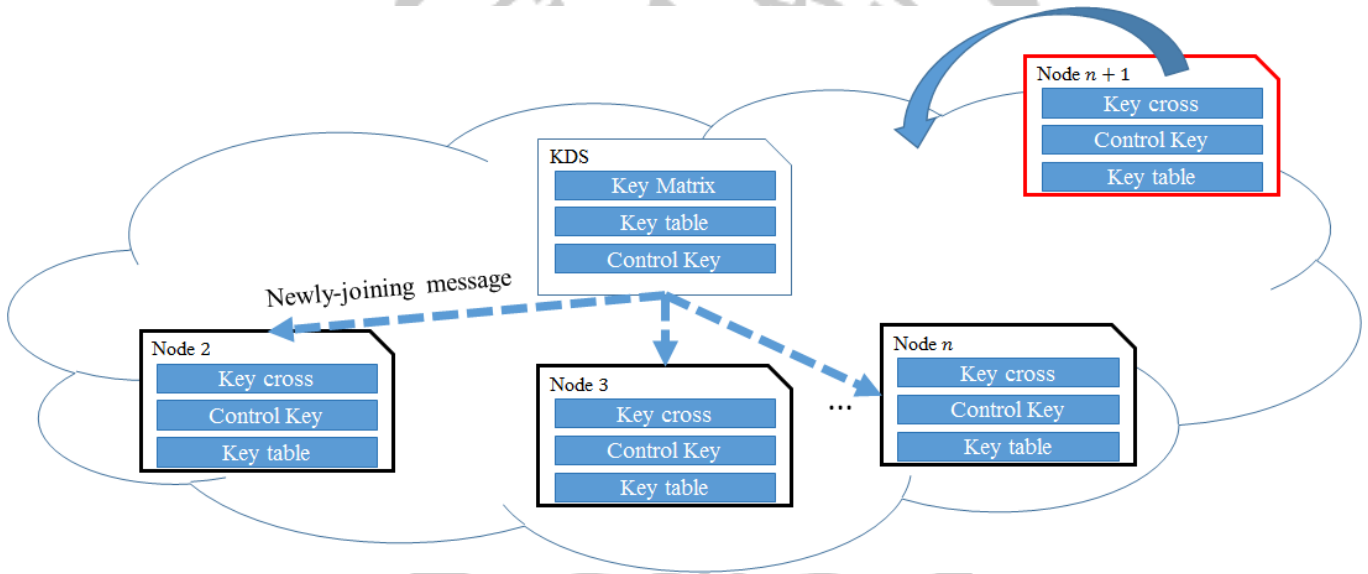 Node n + 1
Key cross
Control Key
Key table
KDS
Key Matrix
Key table
Control Key
Newly-joining message
Node 2
Key cross
Control Key
Key table
Node 3
Key cross
Control Key
Key table
...
Node n
Key cross
Control Key
Key table